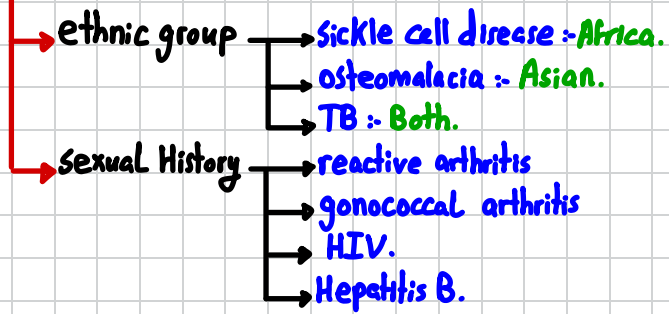 ethnic group
sickle cell disease :- Africa.
osteomalacia :- Asian.
TB :- Both.
sexual History
reactive arthritis
gonococcal arthritis
HIV.
Hepatitis B.